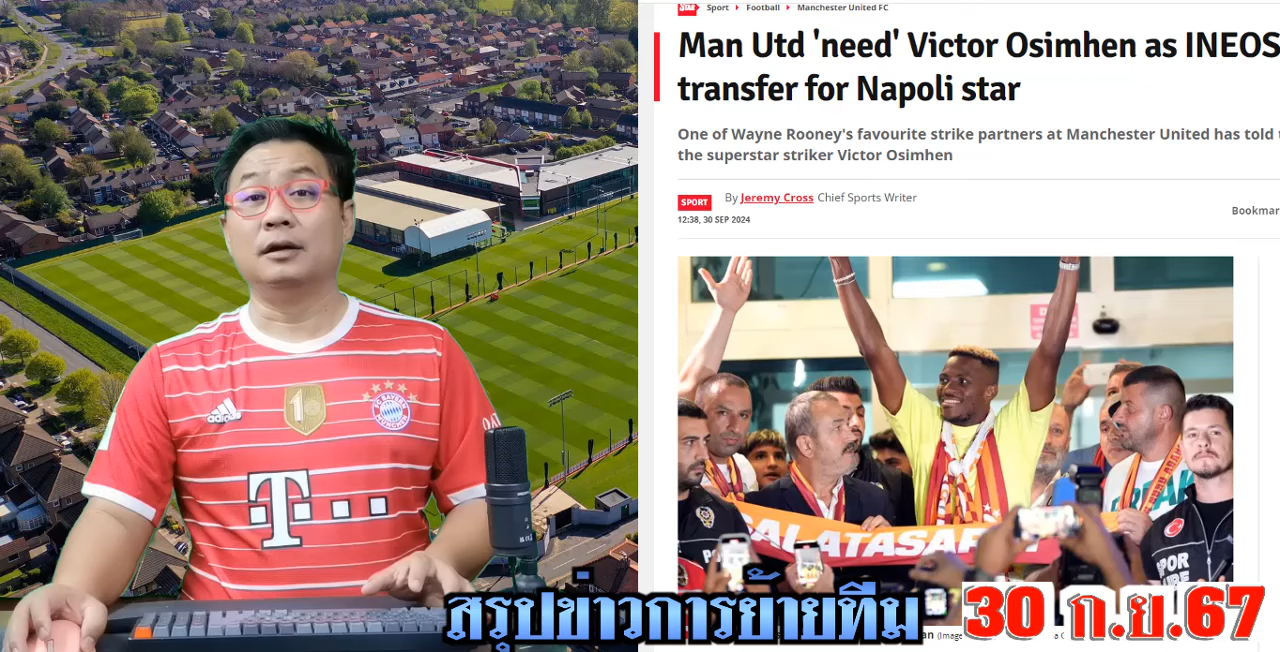 STAR Sport Football Manchester United FC
Man Utd 'need' Victor Osimhen as INEOS
transfer for Napoli star
One of Wayne Rooney's favourite strike partners at Manchester United has told
the superstar striker Victor Osimhen
SPORT
By Jeremy Cross Chief Sports Writer
12:38, 30 SEP 2024
Bookmar
adidas
10
FC BAYERN
MÜNCHEN
T
GALATASARAY
SPOR
สรุปข่าวการย้ายทีม 30 ก.ย.67